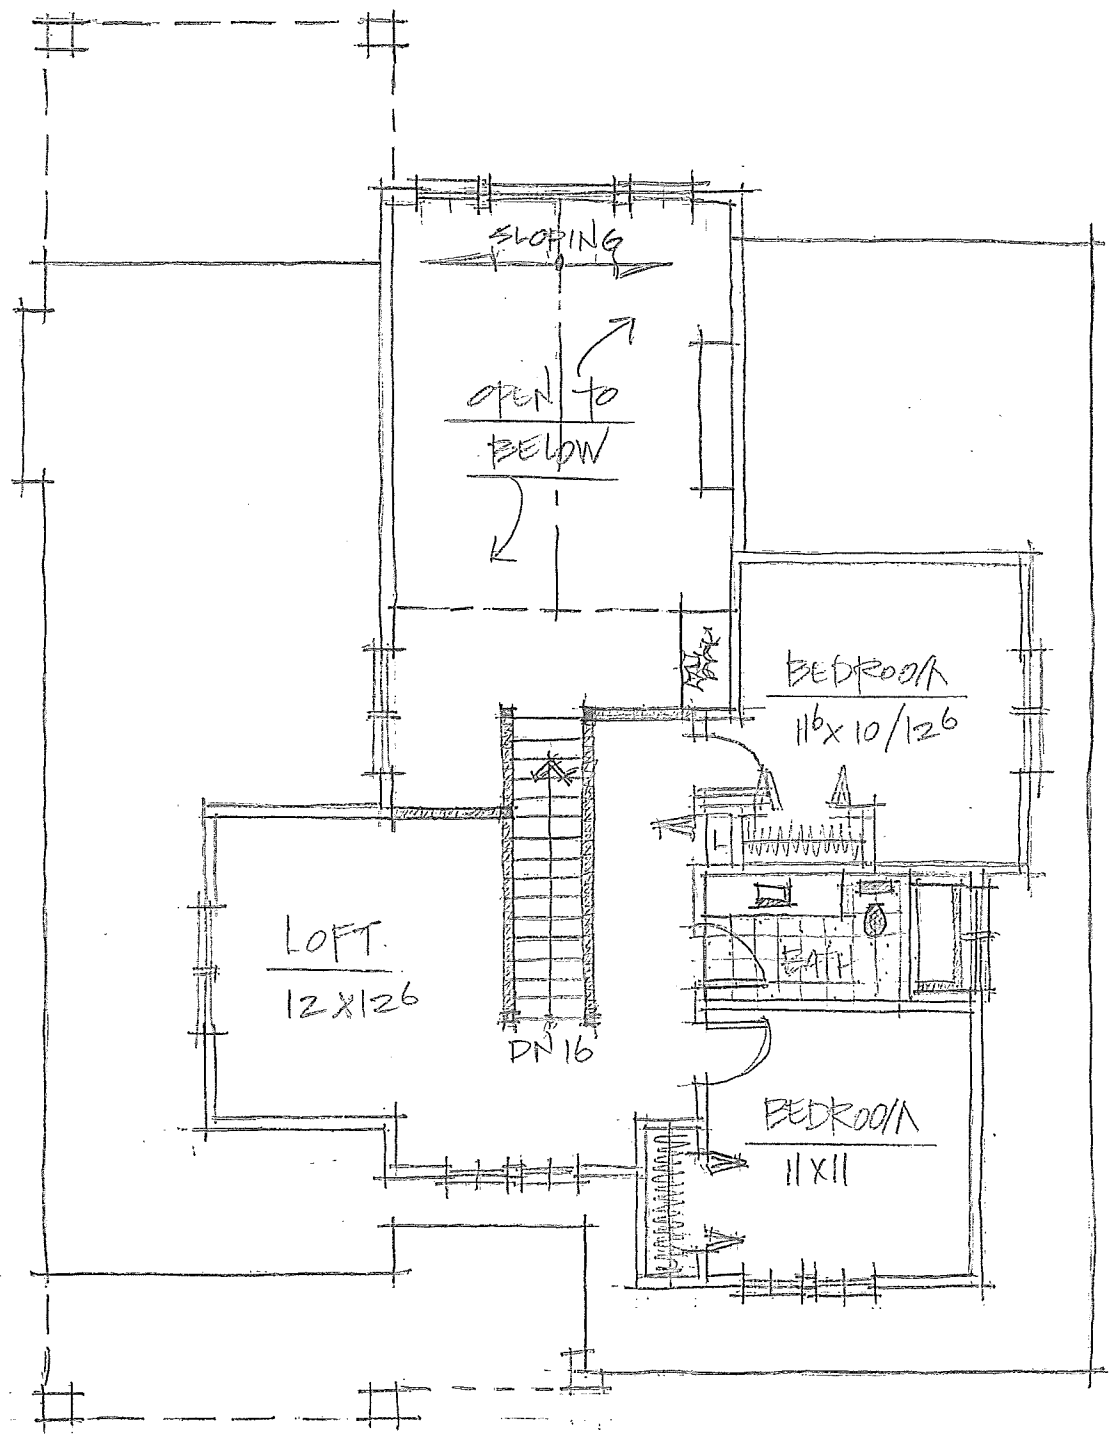 SLOPING
OPEN TO
BELOW
BEDROOM
11⁶ X 10/12⁶
L
LOFT.
12 X 12⁶
BATH
DN 16
BEDROOM
11 X 11